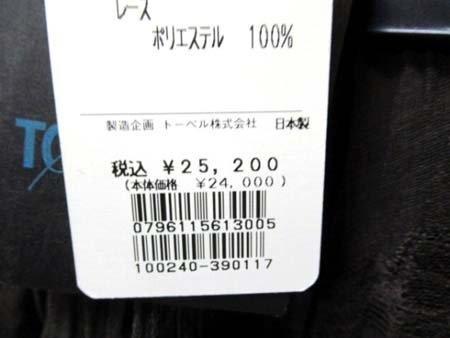 レース
ポリエステル 100%
製造企画 トーベル株式会社 日本製
税込 ¥25,200
(本体価格 ¥24,000)
0796115613005
100240-390117